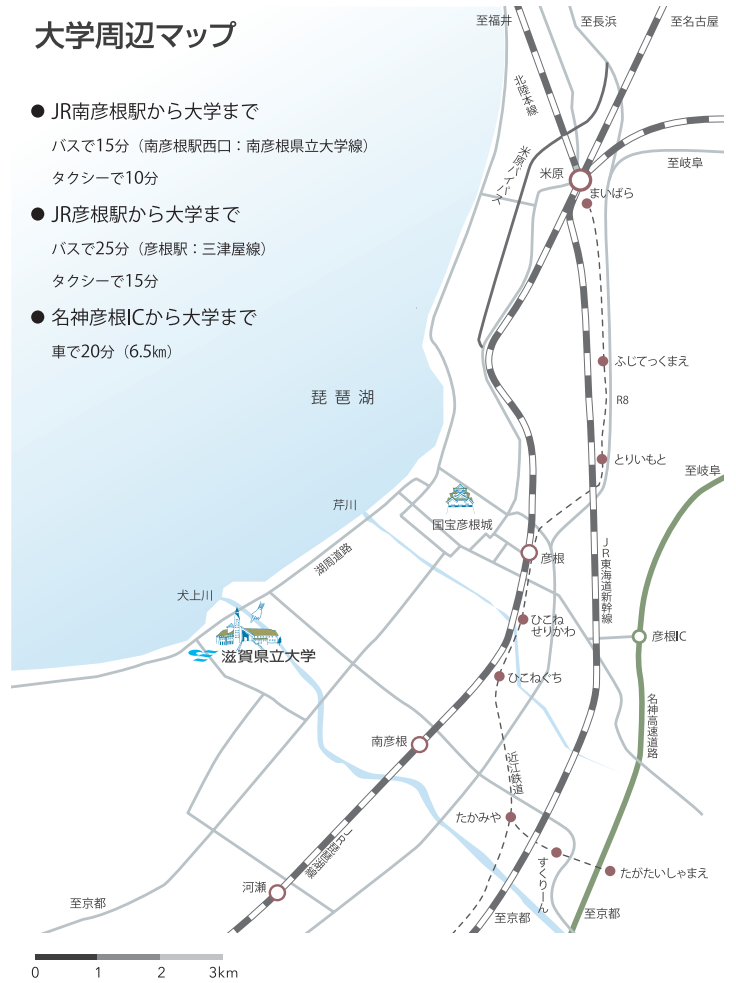 大学周辺マップ
● JR南彦根駅から大学まで
バスで15分（南彦根駅西口：南彦根県立大学線）
タクシーで10分
● JR彦根駅から大学まで
バスで25分（彦根駅：三津屋線）
タクシーで15分
● 名神彦根ICから大学まで
車で20分（6.5㎞）
至福井
至長浜
至名古屋
北陸本線
米原バイパス
至岐阜
米原
まいばら
ふじてっくまえ
琵琶湖
R8
とりいもと
至岐阜
芹川
国宝彦根城
彦根
湖周道路
JR東海道新幹線
犬上川
ひこね
せりかわ
彦根IC
滋賀県立大学
ひこねぐち
名神高速道路
南彦根
近江鉄道
たかみや
JR琵琶湖線
すくりーん
たがたいしゃまえ
河瀬
至京都
至京都
至京都
0 1 2 3km